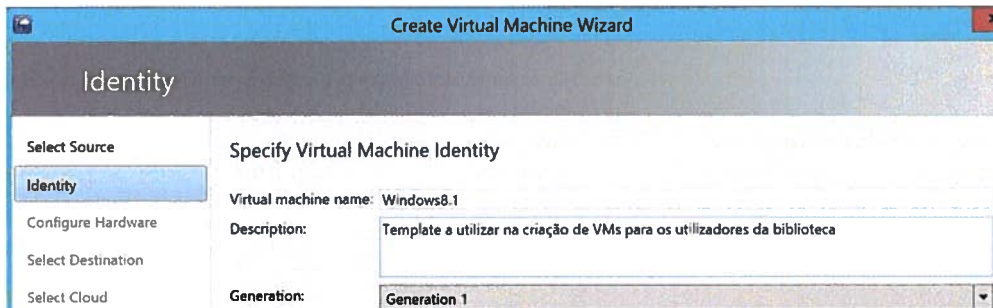 Create Virtual Machine Wizard
Identity
Select Source
Identity
Configure Hardware
Select Destination
Select Cloud
Specify Virtual Machine Identity
Virtual machine name: Windows8.1
Description: Template a utilizar na criação de VMs para os utilizadores da biblioteca
Generation: Generation 1